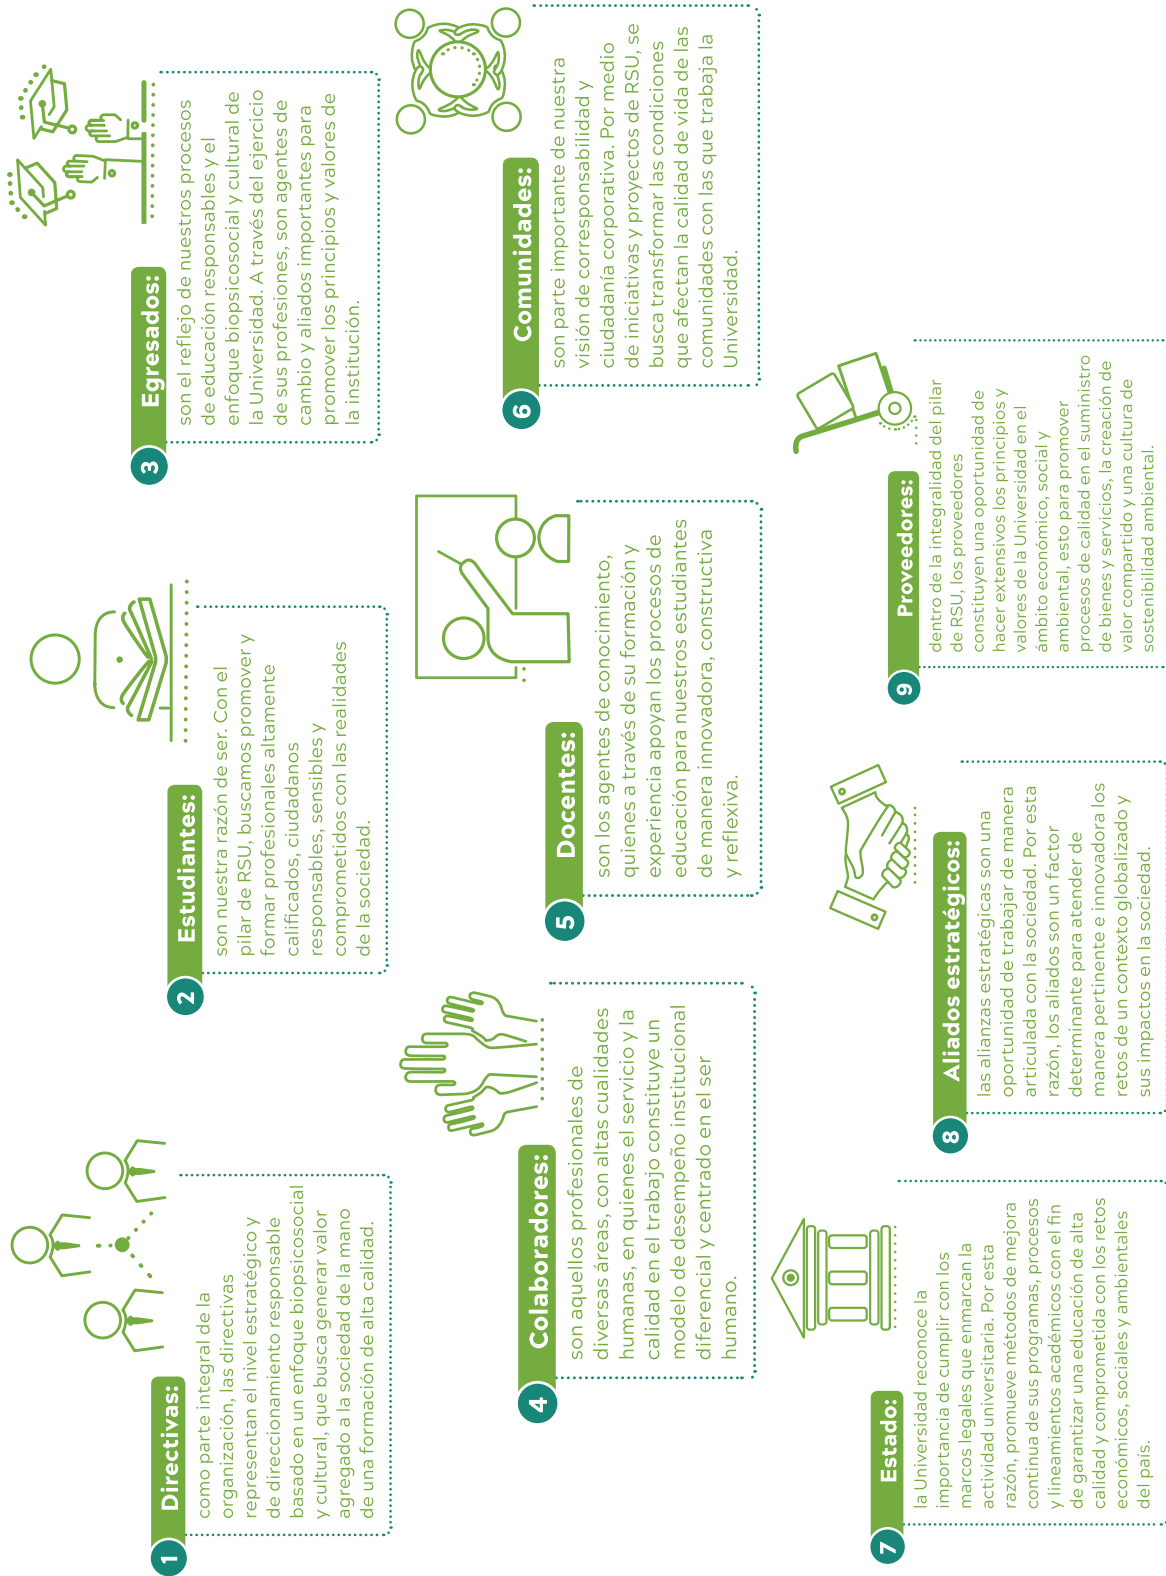 1
Directivas:
como parte integral de la
organización, las directivas
representan el nivel estratégico y
de direccionamiento responsable
basado en un enfoque biopsicosocial
y cultural, que busca generar valor
agregado a la sociedad de la mano
de una formación de alta calidad.
2
Estudiantes:
son nuestra razón de ser. Con el
pilar de RSU, buscamos promover y
formar profesionales altamente
calificados, ciudadanos
responsables, sensibles y
comprometidos con las realidades
de la sociedad.
3
Egresados:
son el reflejo de nuestros procesos
de educación responsables y el
enfoque biopsicosocial y cultural de
la Universidad. A través del ejercicio
de sus profesiones, son agentes de
cambio y aliados importantes para
promover los principios y valores de
la institución.
4
Colaboradores:
son aquellos profesionales de
diversas áreas, con altas cualidades
humanas, en quienes el servicio y la
calidad en el trabajo constituye un
modelo de desempeño institucional
diferencial y centrado en el ser
humano.
5
Docentes:
son los agentes de conocimiento,
quienes a través de su formación y
experiencia apoyan los procesos de
educación para nuestros estudiantes
de manera innovadora, constructiva
y reflexiva.
6
Comunidades:
son parte importante de nuestra
visión de corresponsabilidad y
ciudadanía corporativa. Por medio
de iniciativas y proyectos de RSU, se
busca transformar las condiciones
que afectan la calidad de vida de las
comunidades con las que trabaja la
Universidad.
7
Estado:
la Universidad reconoce la
importancia de cumplir con los
marcos legales que enmarcan la
actividad universitaria. Por esta
razón, promueve métodos de mejora
continua de sus programas, procesos
y lineamientos académicos con el fin
de garantizar una educación de alta
calidad y comprometida con los retos
económicos, sociales y ambientales
del país.
8
Aliados estratégicos:
las alianzas estratégicas son una
oportunidad de trabajar de manera
articulada con la sociedad. Por esta
razón, los aliados son un factor
determinante para atender de
manera pertinente e innovadora los
retos de un contexto globalizado y
sus impactos en la sociedad.
9
Proveedores:
dentro de la integralidad del pilar
de RSU, los proveedores
constituyen una oportunidad de
hacer extensivos los principios y
valores de la Universidad en el
ámbito económico, social y
ambiental, esto para promover
procesos de calidad en el suministro
de bienes y servicios, la creación de
valor compartido y una cultura de
sostenibilidad ambiental.